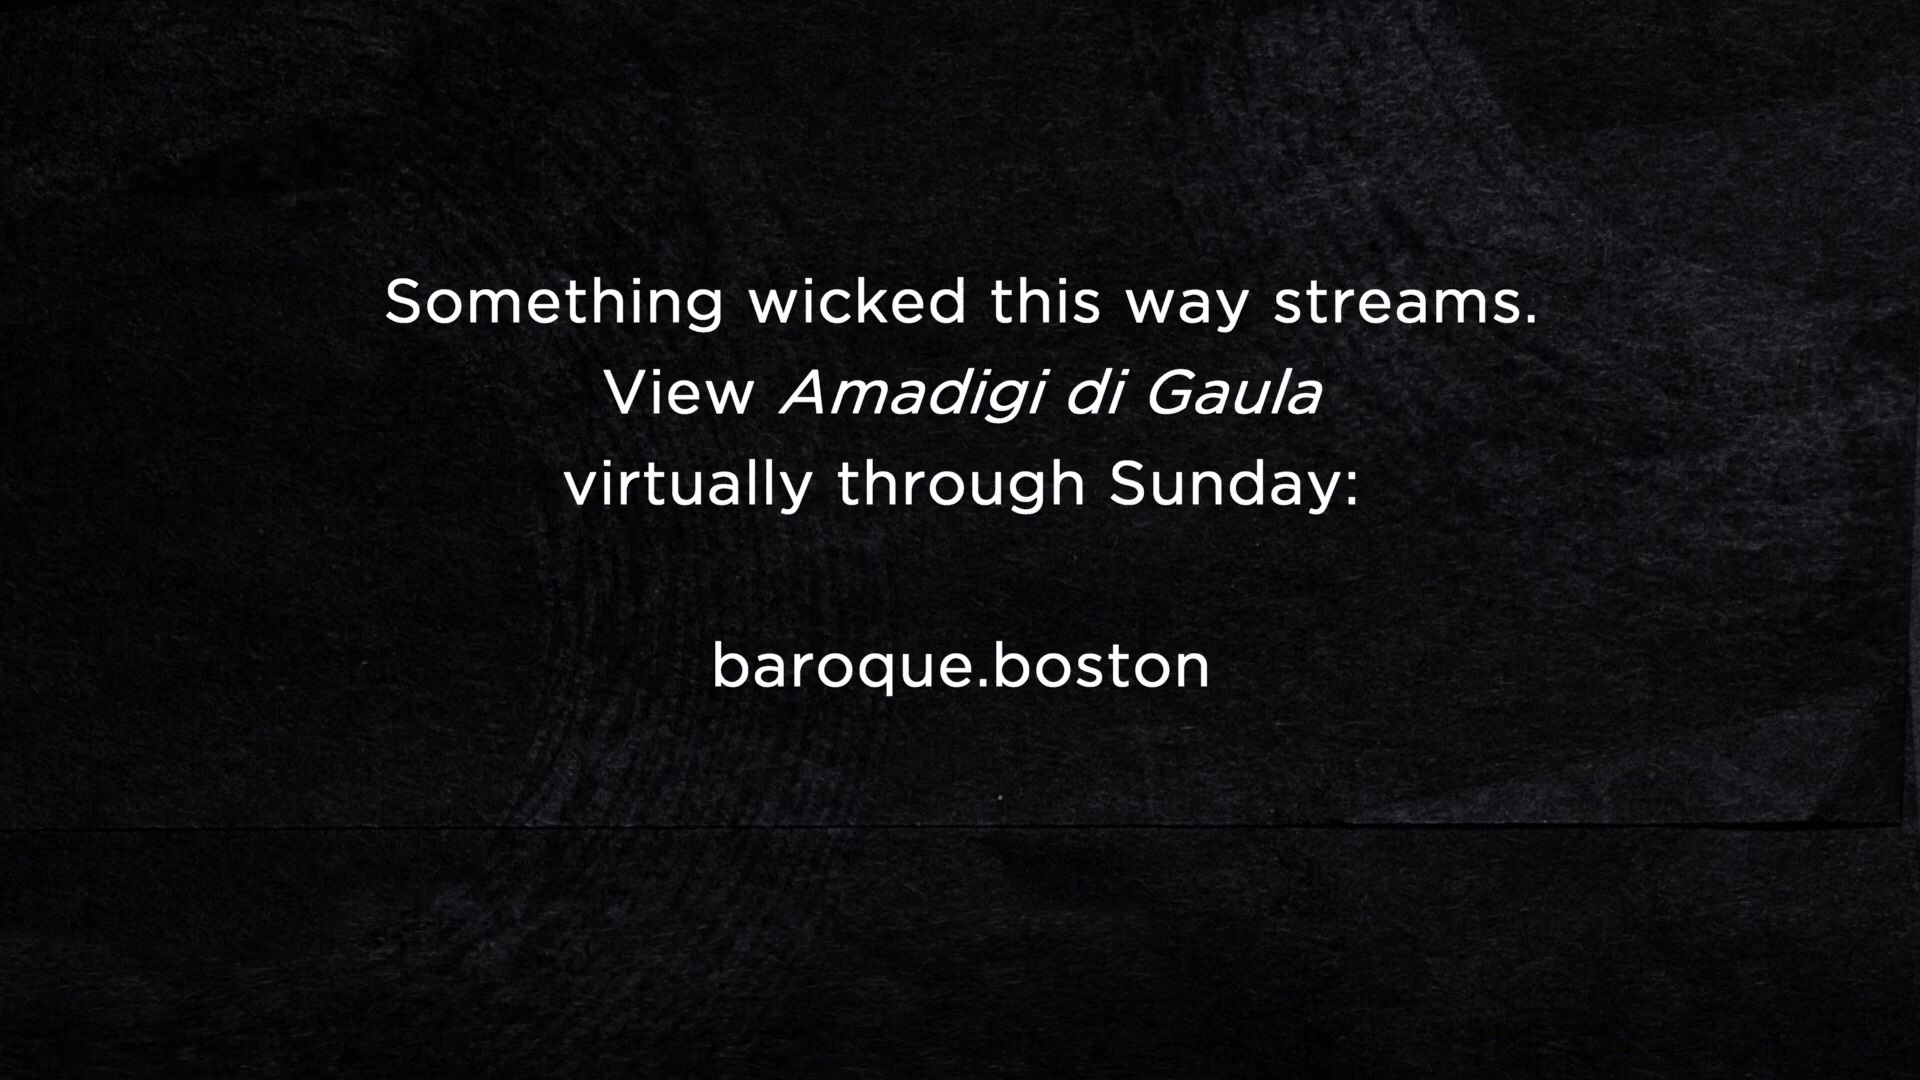 Something wicked this way streams.
View Amadigi di Gaula
virtually through Sunday:
baroque.boston